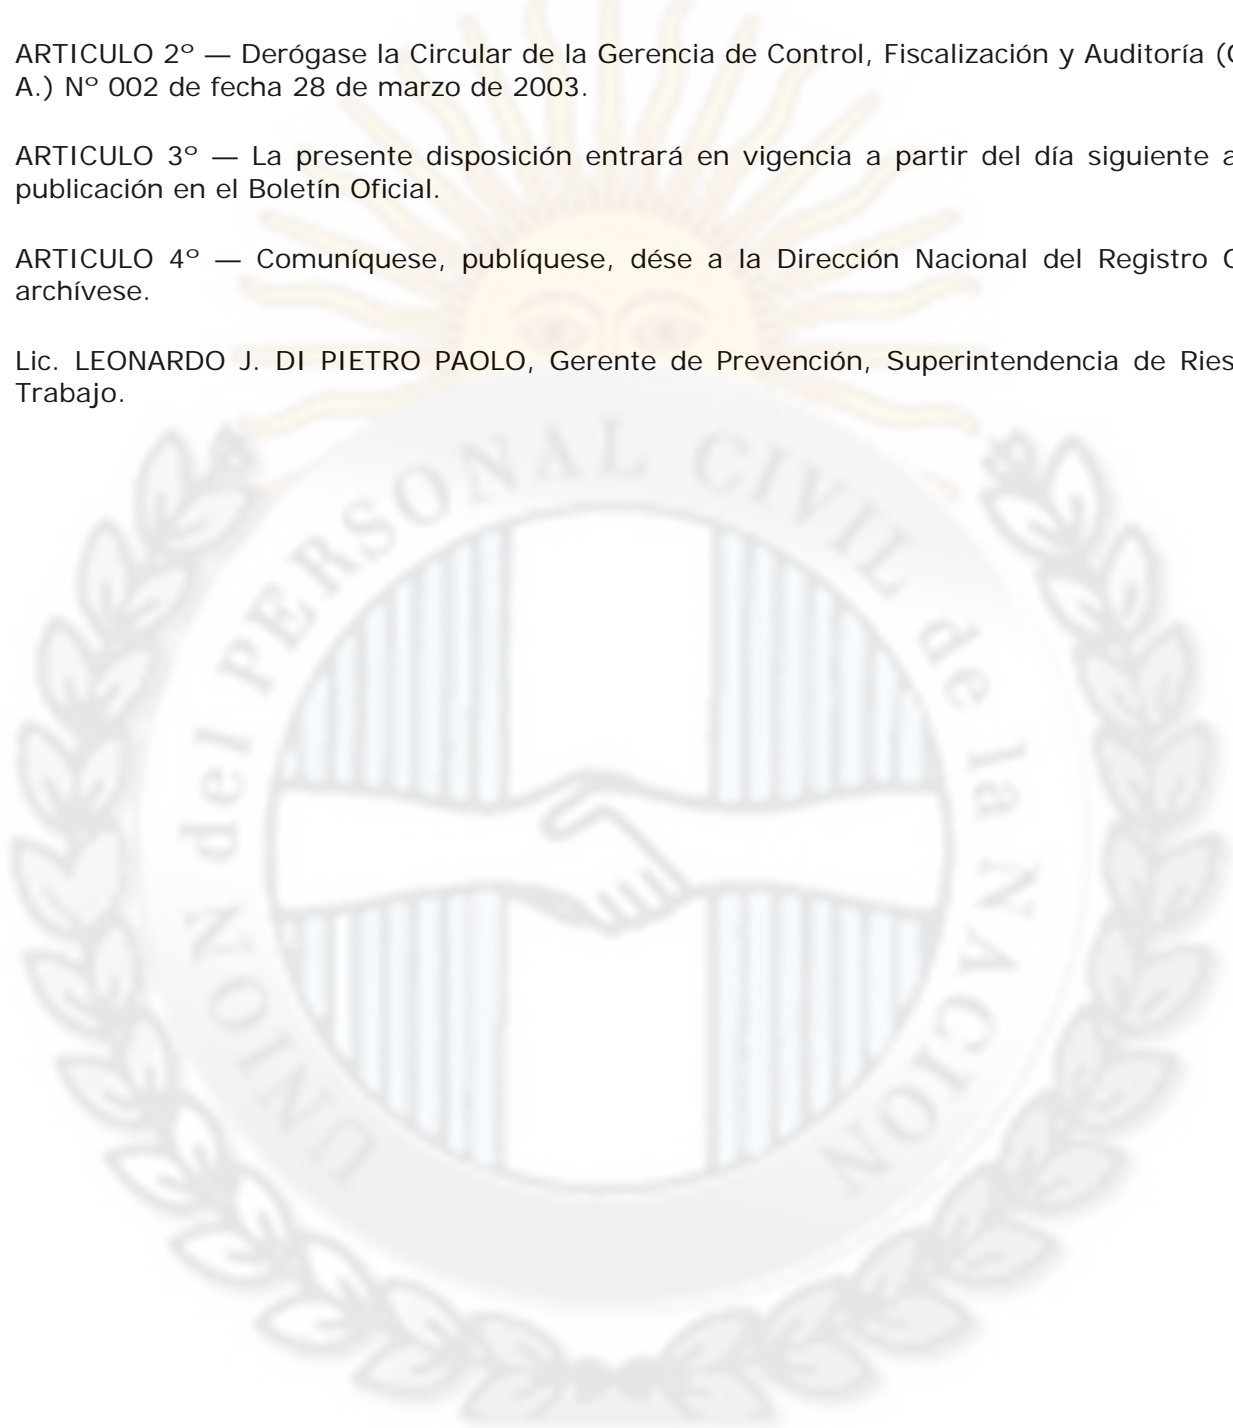 ARTICULO 2º — Derógase la Circular de la Gerencia de Control, Fiscalización y Auditoría (
A.) Nº 002 de fecha 28 de marzo de 2003.
ARTICULO 3º — La presente disposición entrará en vigencia a partir del día siguiente a
publicación en el Boletín Oficial.
ARTICULO 4º — Comuníquese, publíquese, dése a la Dirección Nacional del Registro
archívese.
Lic. LEONARDO J. DI PIETRO PAOLO, Gerente de Prevención, Superintendencia de Ries
Trabajo.
UNION del PERSONAL CIVIL de la NACION